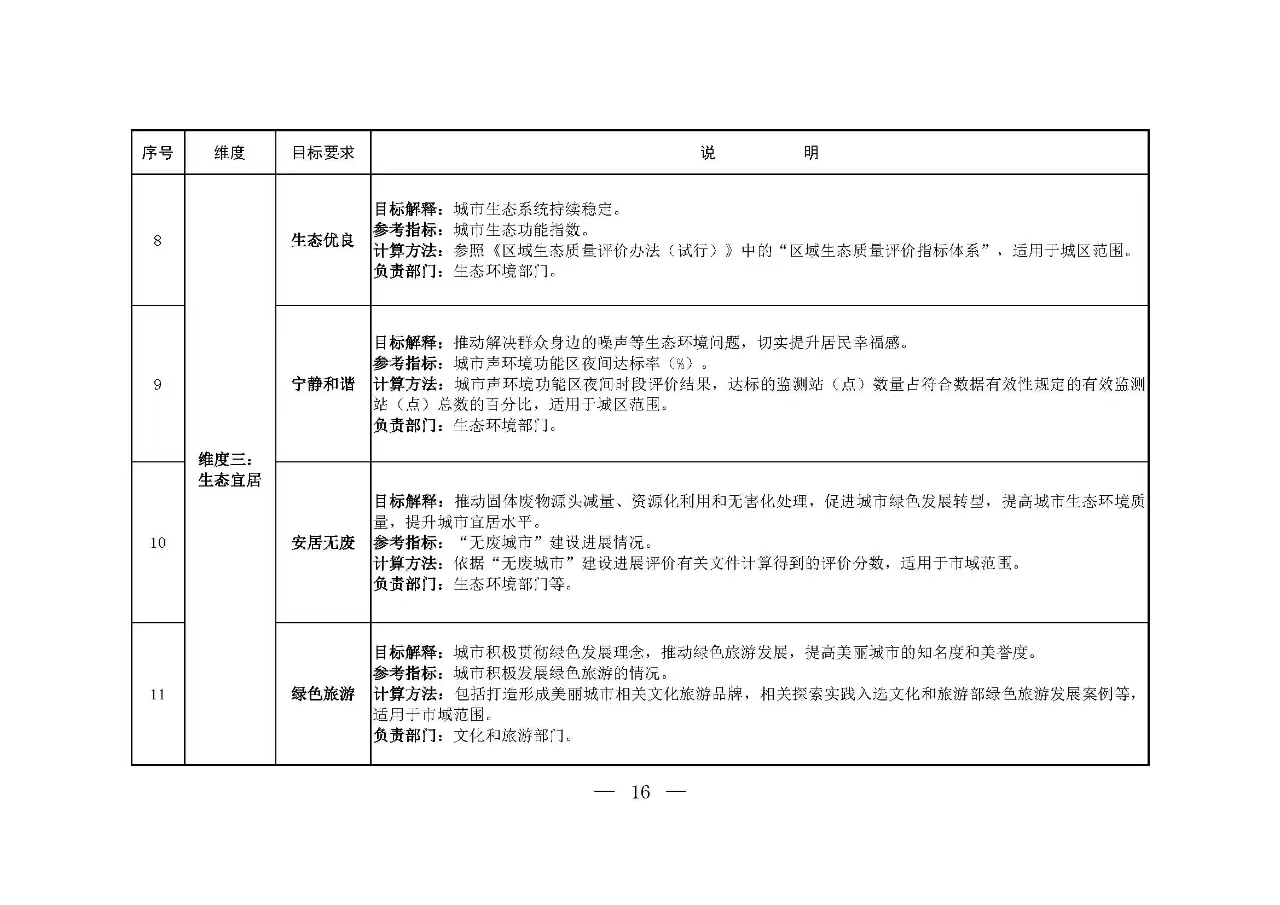 序号 维度 目标要求 说 明
8
维度三：
生态宜居
生态优良
目标解释：城市生态系统持续稳定。
参考指标：城市生态功能指数。
计算方法：参照《区域生态质量评价办法（试行）》中的“区域生态质量评价指标体系”，适用于城区范围。
负责部门：生态环境部门。
9
宁静和谐
目标解释：推动解决群众身边的噪声等生态环境问题，切实提升居民幸福感。
参考指标：城市声环境功能区夜间达标率（%）。
计算方法：城市声环境功能区夜间时段评价结果，达标的监测站（点）数量占符合数据有效性规定的有效监测
站（点）总数的百分比，适用于城区范围。
负责部门：生态环境部门。
10
安居无废
目标解释：推动固体废物源头减量、资源化利用和无害化处理，促进城市绿色发展转型，提高城市生态环境质
量，提升城市宜居水平。
参考指标：“无废城市”建设进展情况。
计算方法：依据“无废城市”建设进展评价有关文件计算得到的评价分数，适用于市域范围。
负责部门：生态环境部门等。
11
绿色旅游
目标解释：城市积极贯彻绿色发展理念，推动绿色旅游发展，提高美丽城市的知名度和美誉度。
参考指标：城市积极发展绿色旅游的情况。
计算方法：包括打造形成美丽城市相关文化旅游品牌，相关探索实践入选文化和旅游部绿色旅游发展案例等，
适用于市域范围。
负责部门：文化和旅游部门。
— 16 —